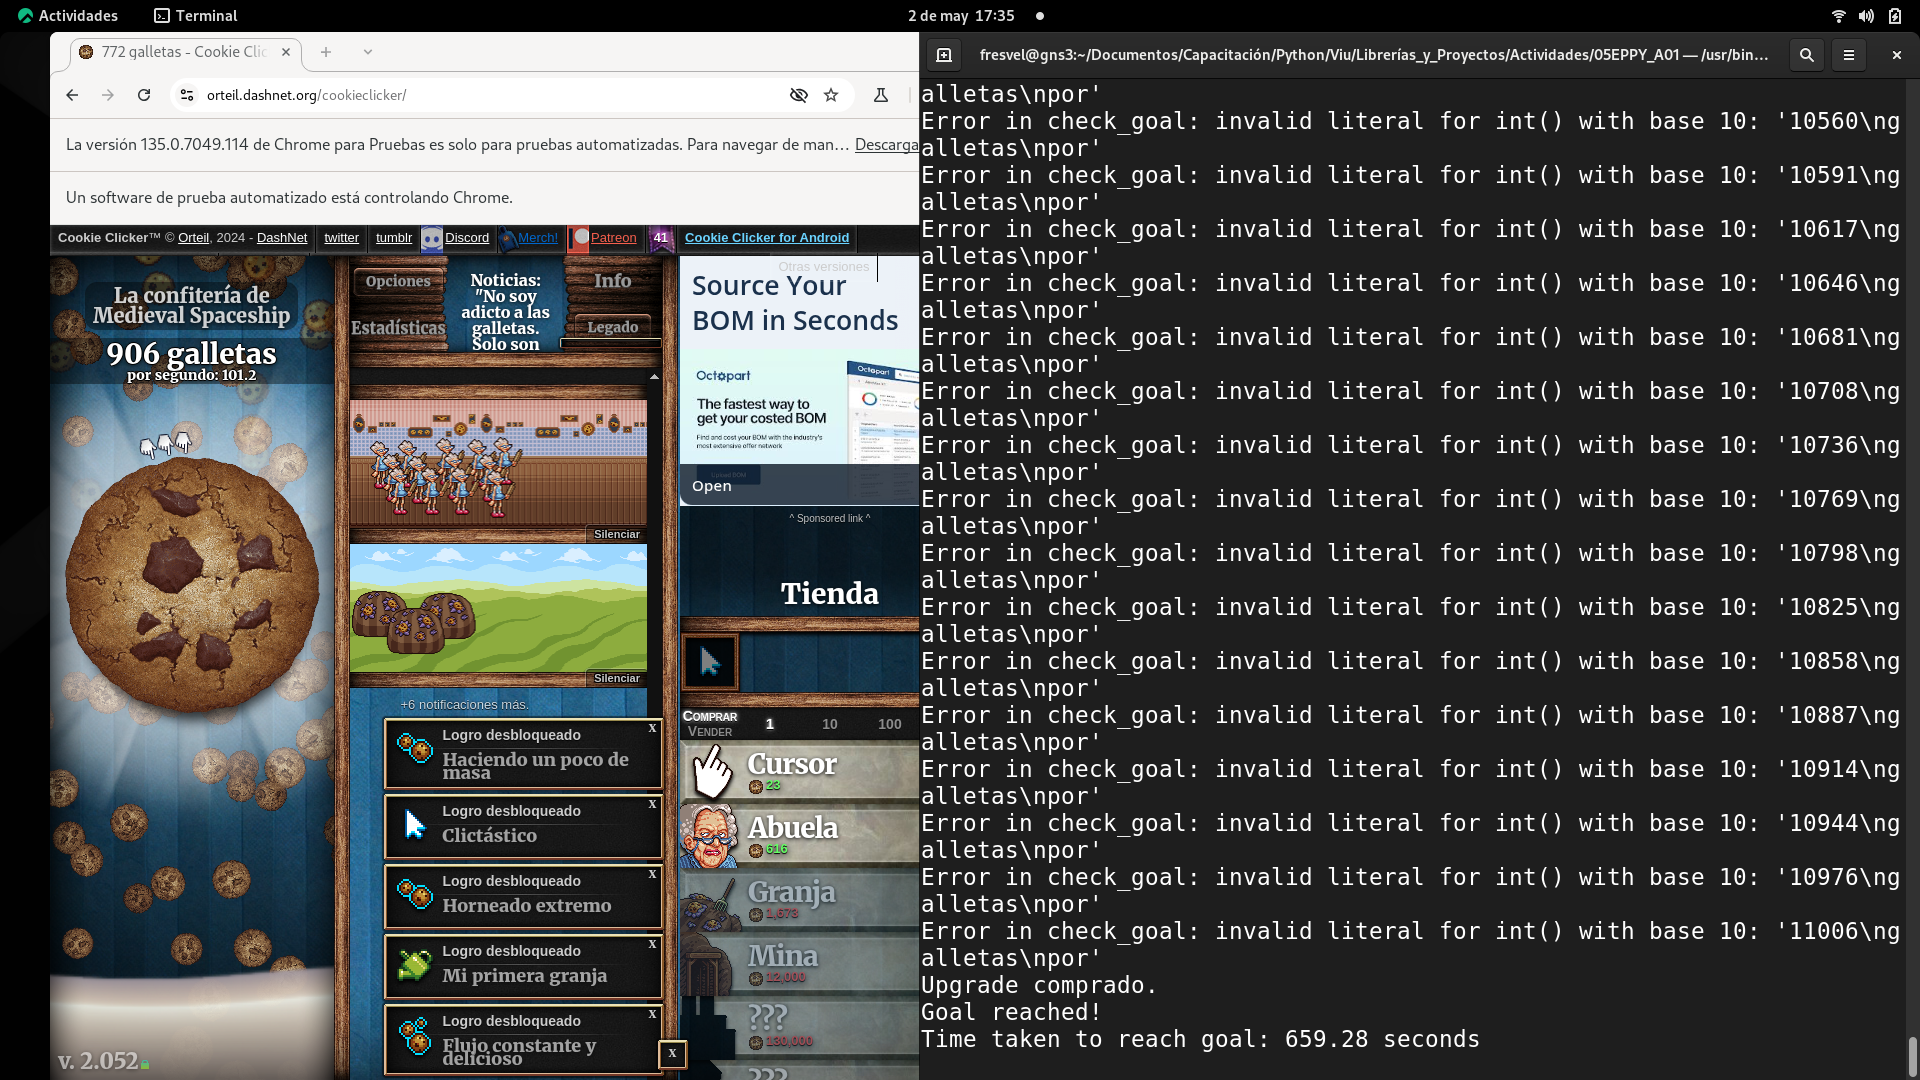 Actividades
Terminal
2 de may 17:35
772 galletas - Cookie Clic
orteil.dashnet.org/cookieclicker/
La versión 135.0.7049.114 de Chrome para Pruebas es solo para pruebas automatizadas. Para navegar de man… Descarga
Un software de prueba automatizado está controlando Chrome.
Cookie Clicker™ © Orteil, 2024 - DashNet twitter tumblr Discord Merch! Patreon 41 Cookie Clicker for Android
Otras versiones
La confitería de
Medieval Spaceship
906 galletas
por segundo: 101.2
v. 2.052
Opciones
Estadísticas
Noticias:
"No soy
adicto a las
galletas.
Solo son
Info
Legado
Silenciar
Silenciar
+6 notificaciones más.
Logro desbloqueado
Haciendo un poco de
masa
x
Logro desbloqueado
Clictástico
x
Logro desbloqueado
Horneado extremo
x
Logro desbloqueado
Mi primera granja
x
Logro desbloqueado
Flujo constante y
delicioso
x
x
Source Your
BOM in Seconds
Octopart
The fastest way to
get your costed BOM
Find and cost your BOM with the industry's
most extensive offer network
Open
^ Sponsored link ^
Tienda
Comprar
Vender
1 10 100
Cursor
23
Abuela
616
Granja
1,673
Mina
12,000
???
130,000
???
fresvel@gns3:~/Documentos/Capacitación/Python/Viu/Librerías_y_Proyectos/Actividades/05EPPY_A01 — /usr/bin…
alletas\npor'
Error in check_goal: invalid literal for int() with base 10: '10560\ng
alletas\npor'
Error in check_goal: invalid literal for int() with base 10: '10591\ng
alletas\npor'
Error in check_goal: invalid literal for int() with base 10: '10617\ng
alletas\npor'
Error in check_goal: invalid literal for int() with base 10: '10646\ng
alletas\npor'
Error in check_goal: invalid literal for int() with base 10: '10681\ng
alletas\npor'
Error in check_goal: invalid literal for int() with base 10: '10708\ng
alletas\npor'
Error in check_goal: invalid literal for int() with base 10: '10736\ng
alletas\npor'
Error in check_goal: invalid literal for int() with base 10: '10769\ng
alletas\npor'
Error in check_goal: invalid literal for int() with base 10: '10798\ng
alletas\npor'
Error in check_goal: invalid literal for int() with base 10: '10825\ng
alletas\npor'
Error in check_goal: invalid literal for int() with base 10: '10858\ng
alletas\npor'
Error in check_goal: invalid literal for int() with base 10: '10887\ng
alletas\npor'
Error in check_goal: invalid literal for int() with base 10: '10914\ng
alletas\npor'
Error in check_goal: invalid literal for int() with base 10: '10944\ng
alletas\npor'
Error in check_goal: invalid literal for int() with base 10: '10976\ng
alletas\npor'
Error in check_goal: invalid literal for int() with base 10: '11006\ng
alletas\npor'
Upgrade comprado.
Goal reached!
Time taken to reach goal: 659.28 seconds